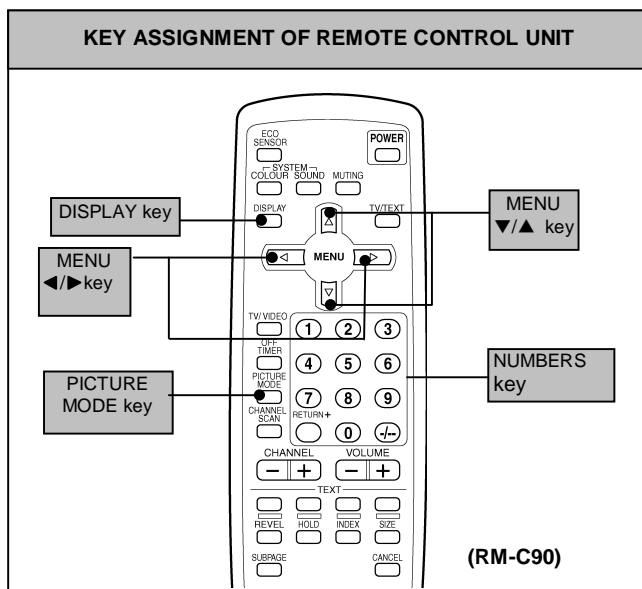 KEY ASSIGNMENT OF REMOTE CONTROL UNIT
ECO
SENSOR
POWER
SYSTEM
COLOUR SOUND MUTING
DISPLAY TV/TEXT
DISPLAY key
MENU
▼/▲ key
MENU
◀/▶key
△
◁ MENU ▷
▽
TV/VIDEO
1 2 3
OFF
TIMER
4 5 6
PICTURE
MODE
7 8 9
NUMBERS
key
PICTURE
MODE key
CHANNEL
SCAN
RETURN+
0 -/--
CHANNEL VOLUME
− + − +
TEXT
REVEL HOLD INDEX SIZE
SUBPAGE CANCEL
(RM-C90)